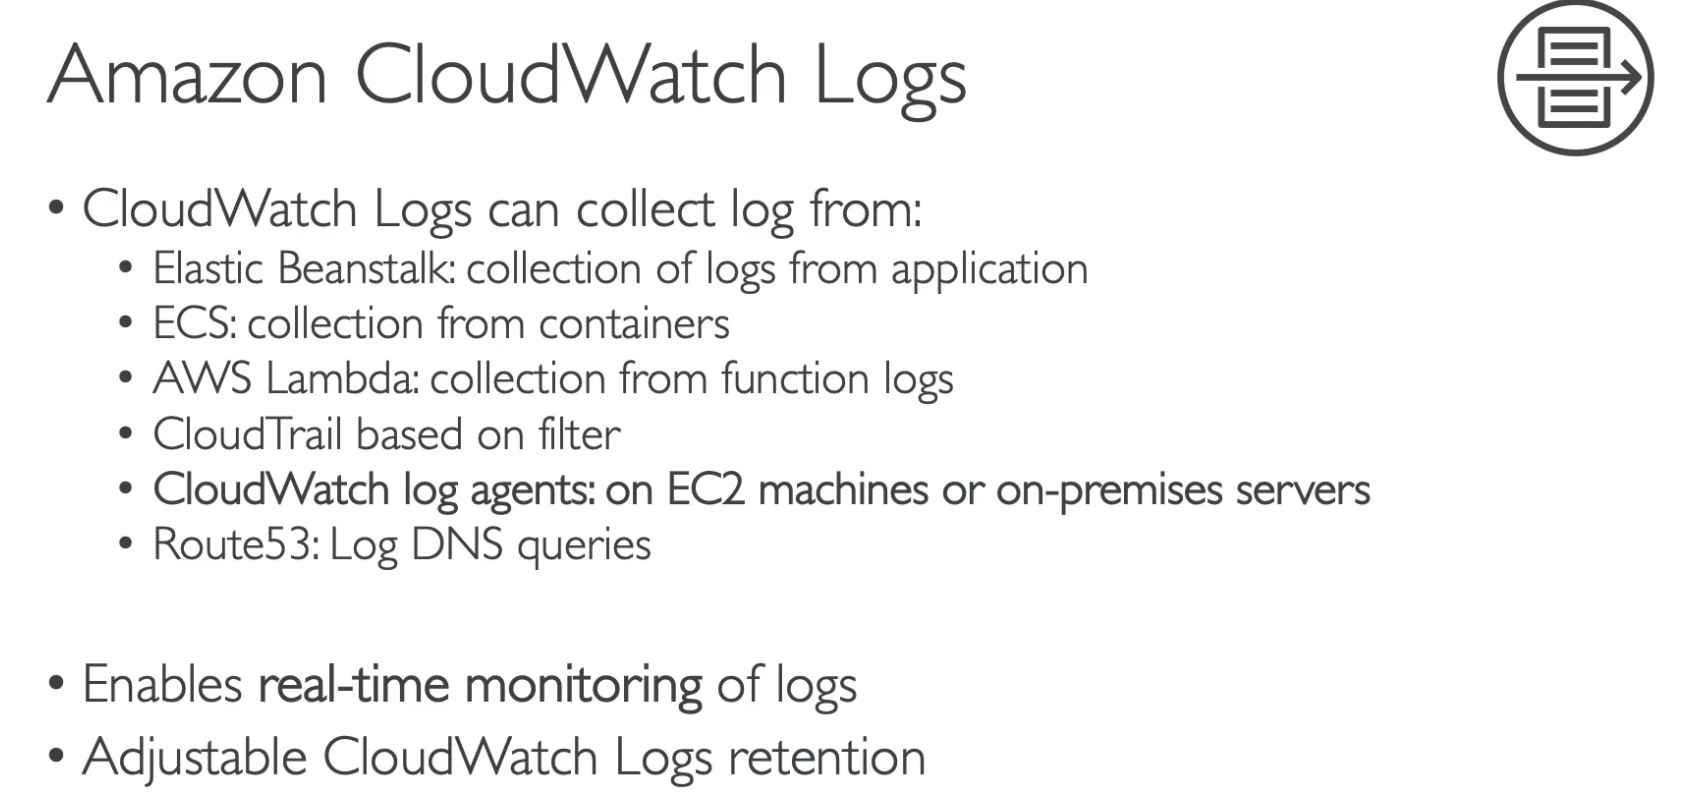 Amazon CloudWatch Logs
• CloudWatch Logs can collect log from:
• Elastic Beanstalk: collection of logs from application
• ECS: collection from containers
• AWS Lambda: collection from function logs
• CloudTrail based on filter
• CloudWatch log agents: on EC2 machines or on-premises servers
• Route53: Log DNS queries
• Enables real-time monitoring of logs
• Adjustable CloudWatch Logs retention